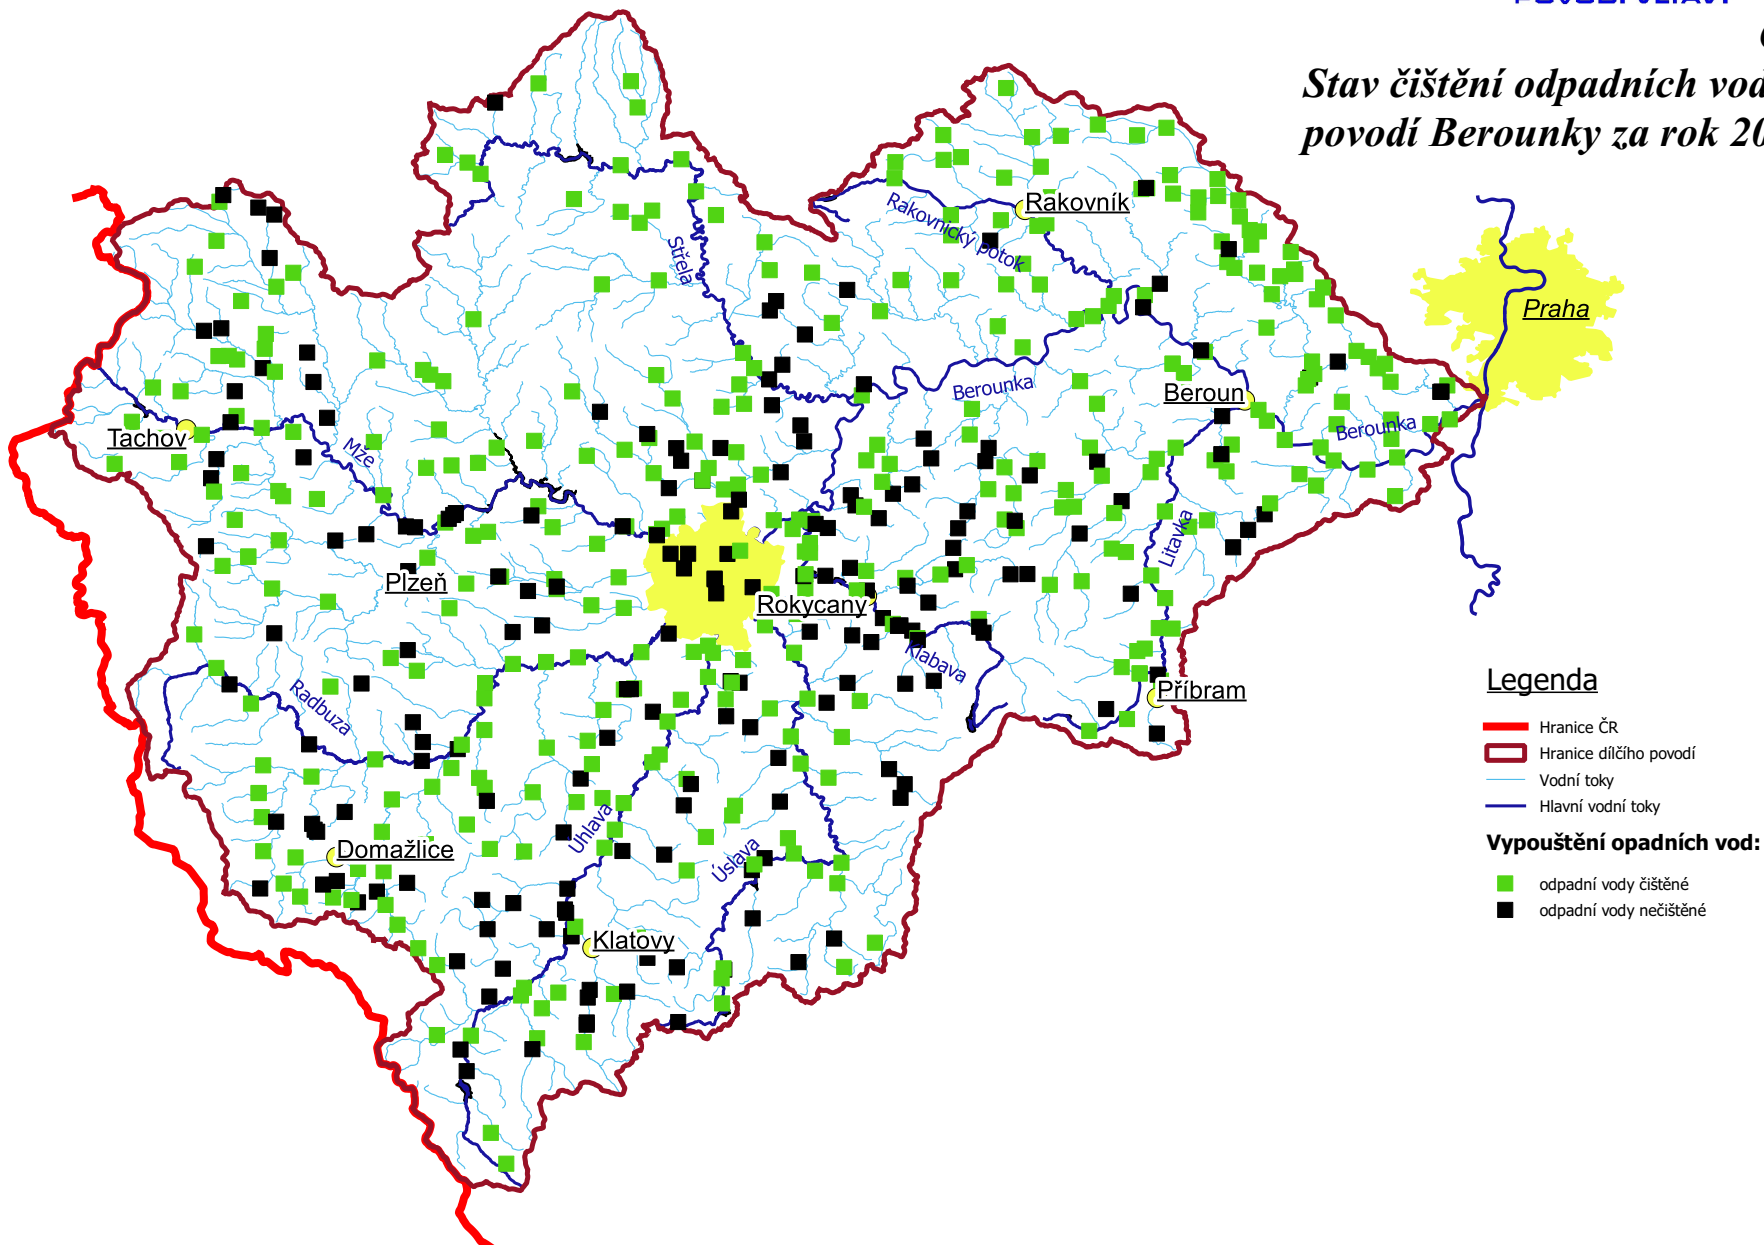 Stav čištění odpadních vod
povodí Berounky za rok 20
Rakovník
Rakovnický potok
Střela
Praha
Berounka
Beroun
Berounka
Tachov
Mže
Litavka
Plzeň
Rokycany
Klabava
Příbram
Radbuza
Domažlice
Úhlava
Úslava
Klatovy
Legenda
Hranice ČR
Hranice dílčího povodí
Vodní toky
Hlavní vodní toky
Vypouštění opadních vod:
odpadní vody čištěné
odpadní vody nečištěné